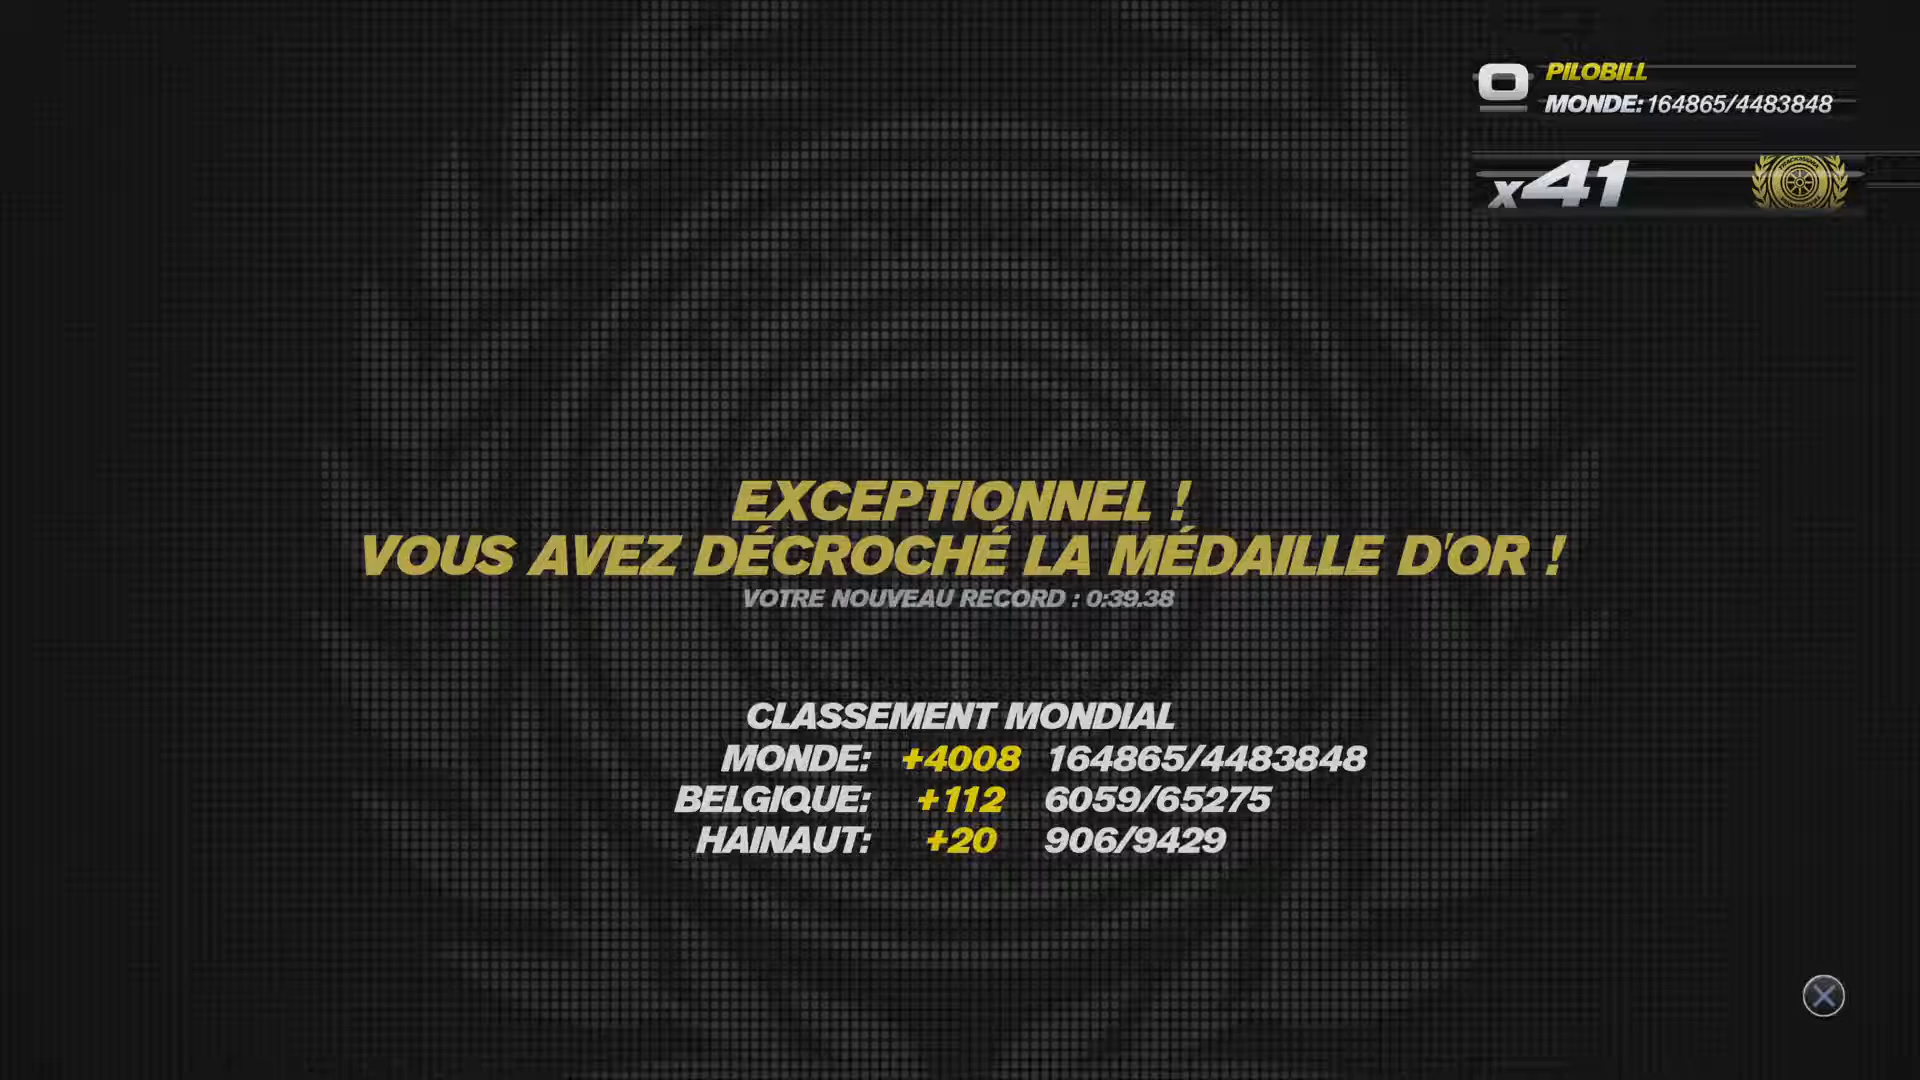 PILOBILL
MONDE: 164865/4483848
x41
EXCEPTIONNEL !
VOUS AVEZ DÉCROCHÉ LA MÉDAILLE D'OR !
VOTRE NOUVEAU RECORD : 0:39.38
CLASSEMENT MONDIAL
MONDE: +4008 164865/4483848
BELGIQUE: +112 6059/65275
HAINAUT: +20 906/9429